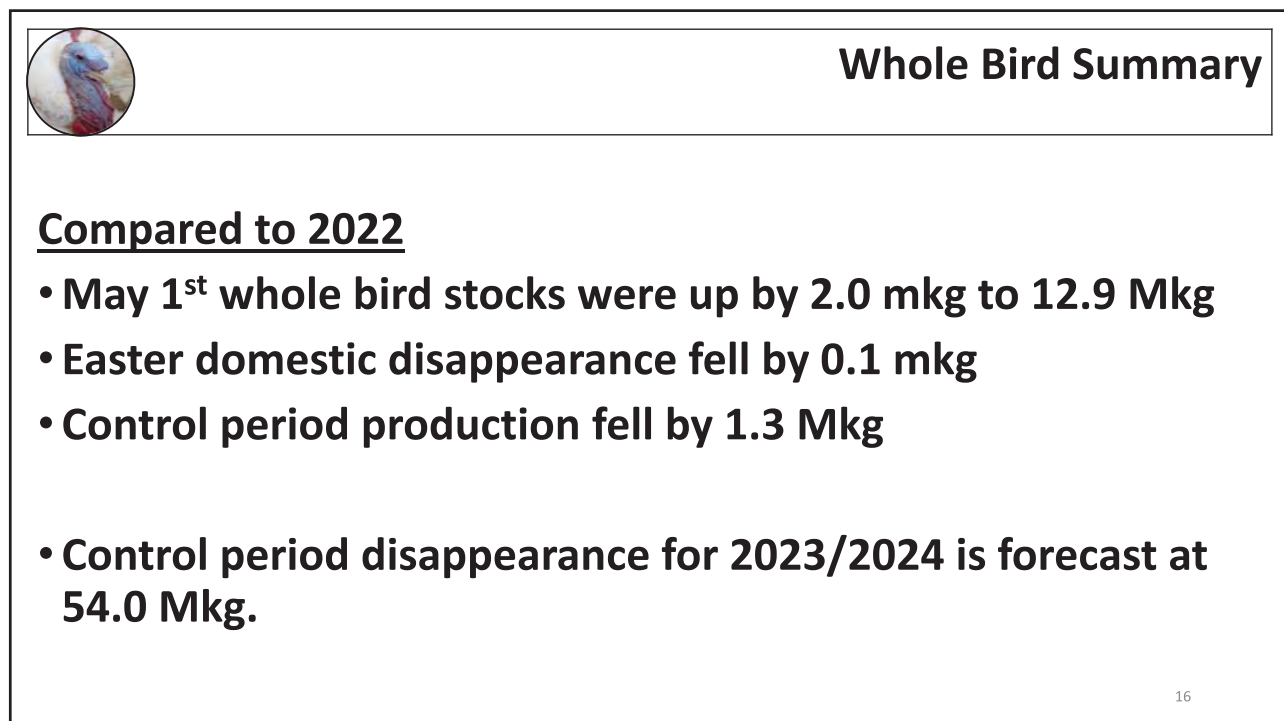 Whole Bird Summary
Compared to 2022
• May 1st whole bird stocks were up by 2.0 mkg to 12.9 Mkg
• Easter domestic disappearance fell by 0.1 mkg
• Control period production fell by 1.3 Mkg
• Control period disappearance for 2023/2024 is forecast at
54.0 Mkg.
16